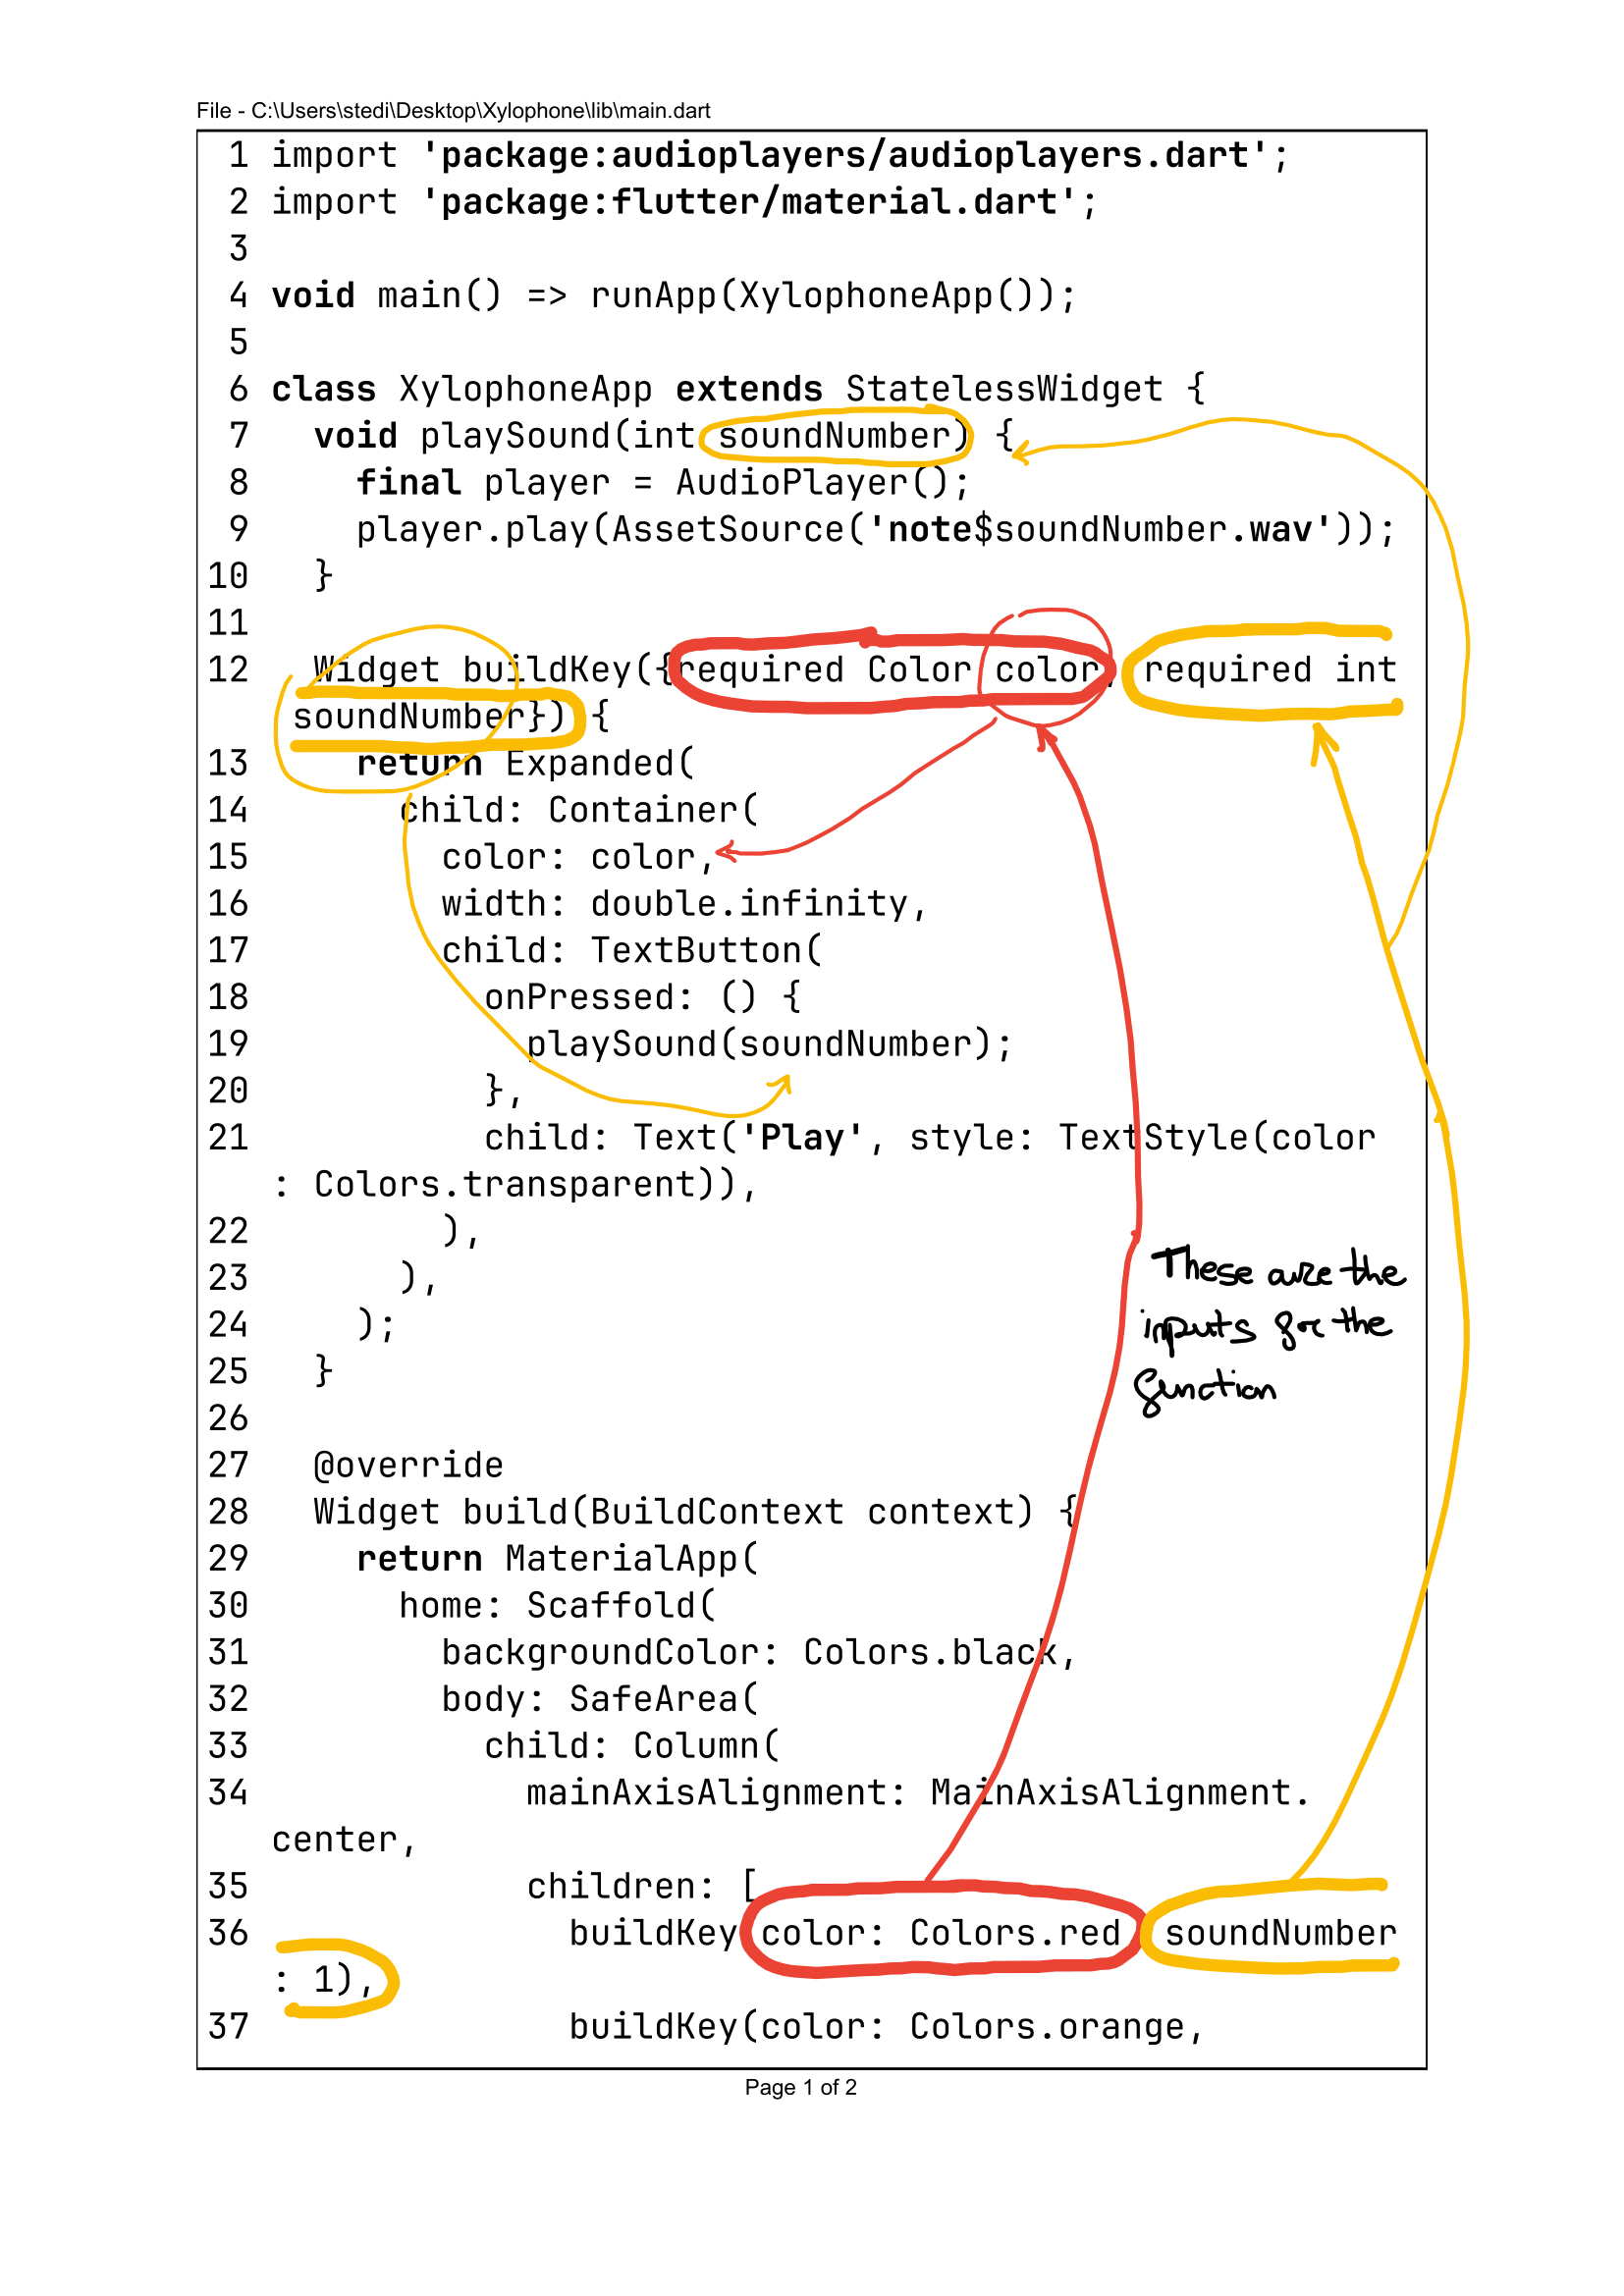 File - C:\Users\stedi\Desktop\Xylophone\lib\main.dart
1 import 'package:audioplayers/audioplayers.dart';
2 import 'package:flutter/material.dart';
3
4 void main() => runApp(XylophoneApp());
5
6 class XylophoneApp extends StatelessWidget {
7   void playSound(int soundNumber) {
8     final player = AudioPlayer();
9     player.play(AssetSource('note$soundNumber.wav'));
10   }
11
12   Widget buildKey({required Color color, required int
soundNumber}) {
13     return Expanded(
14       child: Container(
15         color: color,
16         width: double.infinity,
17         child: TextButton(
18           onPressed: () {
19             playSound(soundNumber);
20           },
21           child: Text('Play', style: TextStyle(color
: Colors.transparent)),
22         ),
23       ),
24     );
25   }
26
27   @override
28   Widget build(BuildContext context) {
29     return MaterialApp(
30       home: Scaffold(
31         backgroundColor: Colors.black,
32         body: SafeArea(
33           child: Column(
34             mainAxisAlignment: MainAxisAlignment.
center,
35             children: [
36               buildKey color: Colors.red soundNumber
: 1),
37               buildKey(color: Colors.orange,
These are the
inputs for the
function
Page 1 of 2